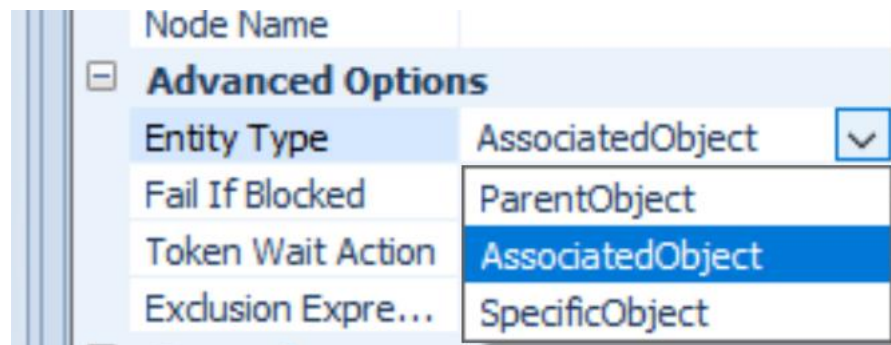 Node Name
Advanced Options
Entity Type AssociatedObject
Fail If Blocked ParentObject
Token Wait Action AssociatedObject
Exclusion Expre... SpecificObject